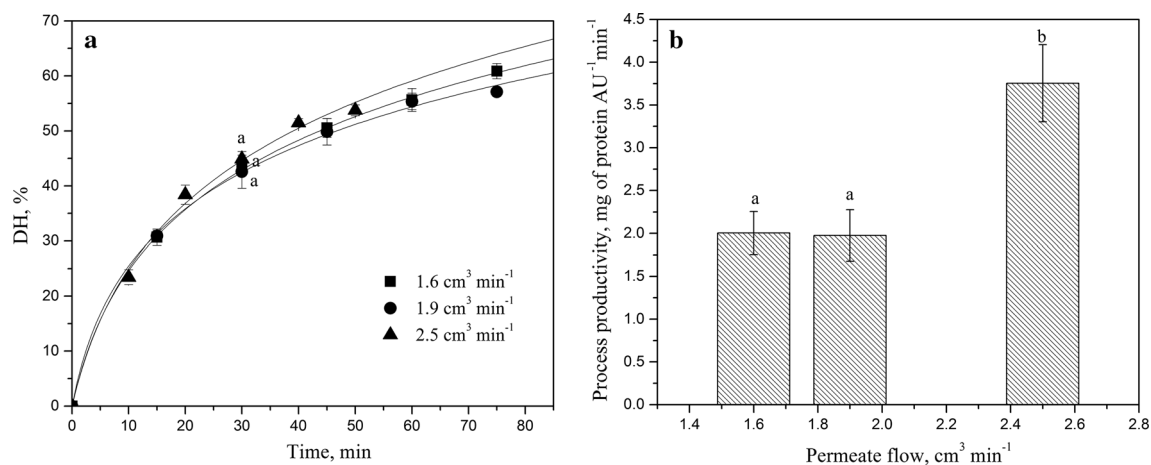 a
70
60
50
40
30
20
10
0
DH, %
a
a
a
1.6 cm³ min⁻¹
1.9 cm³ min⁻¹
2.5 cm³ min⁻¹
0 10 20 30 40 50 60 70 80
Time, min
b
4.5
4.0
3.5
3.0
2.5
2.0
1.5
1.0
0.5
0.0
Process productivity, mg of protein AU⁻¹min⁻¹
a
a
b
1.4 1.6 1.8 2.0 2.2 2.4 2.6 2.8
Permeate flow, cm³ min⁻¹